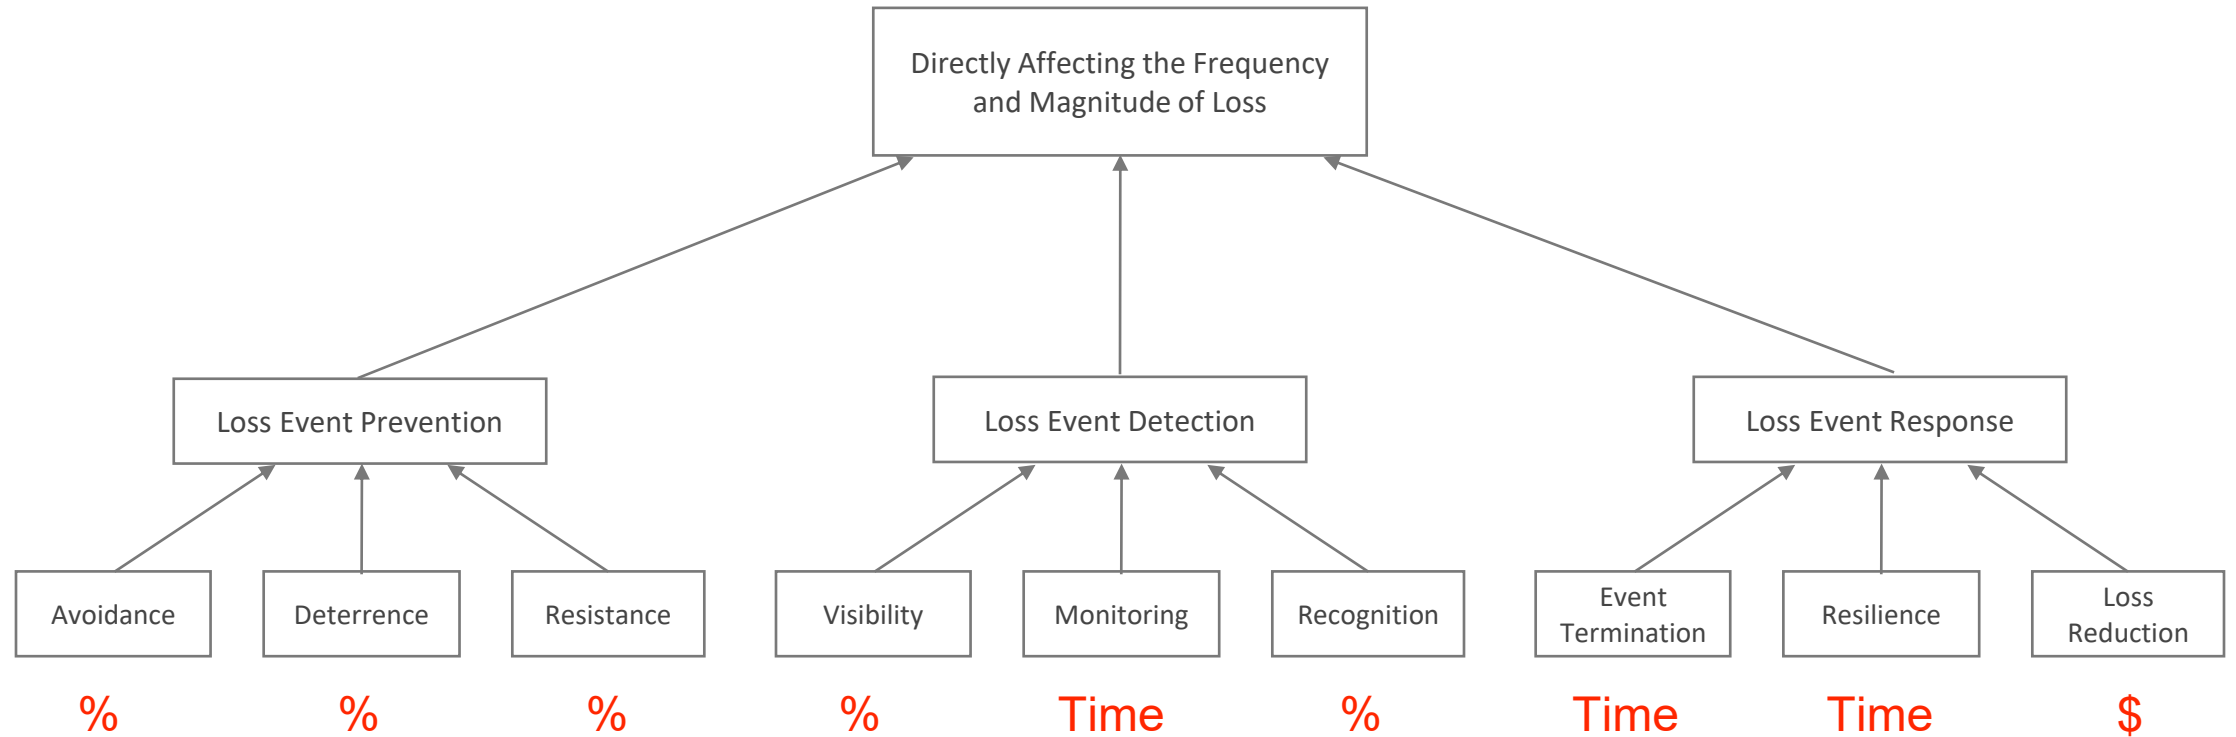 Directly Affecting the Frequency
and Magnitude of Loss
Loss Event Prevention
Loss Event Detection
Loss Event Response
Avoidance
Deterrence
Resistance
Visibility
Monitoring
Recognition
Event
Termination
Resilience
Loss
Reduction
%
%
%
%
Time
%
Time
Time
$